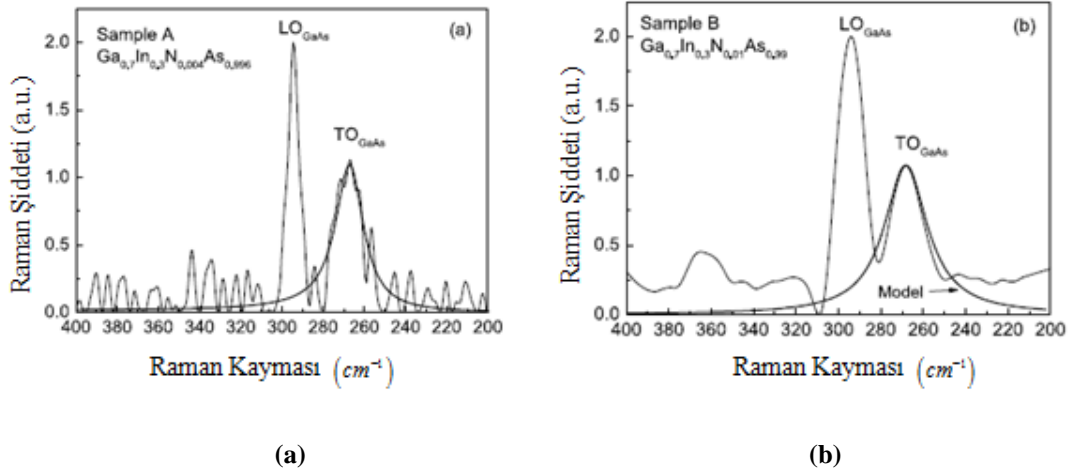 Sample A
Ga0,7In0,3N0,004As0,996
LOGaAs
(a)
TOGaAs
2.0
1.5
1.0
0.5
0.0
400 380 360 340 320 300 280 260 240 220 200
Raman Şiddeti (a.u.)
Raman Kayması (cm⁻¹)
(a)
Sample B
Ga0,7In0,3N0,01As0,99
LOGaAs
(b)
TOGaAs
Model
2.0
1.5
1.0
0.5
0.0
400 380 360 340 320 300 280 260 240 220 200
Raman Şiddeti (a.u.)
Raman Kayması (cm⁻¹)
(b)